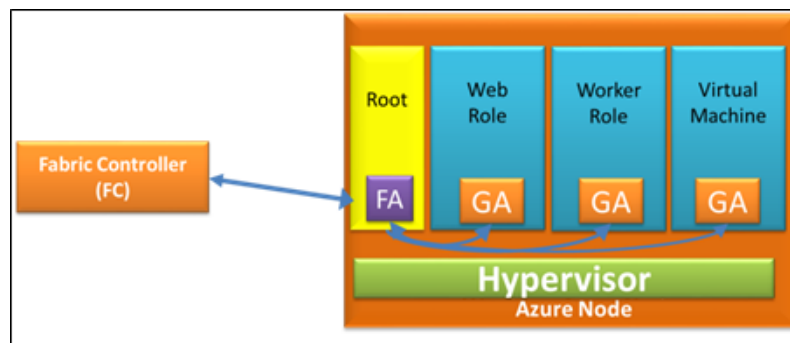 Fabric Controller
(FC)
Root
FA
Web
Role
GA
Worker
Role
GA
Virtual
Machine
GA
Hypervisor
Azure Node